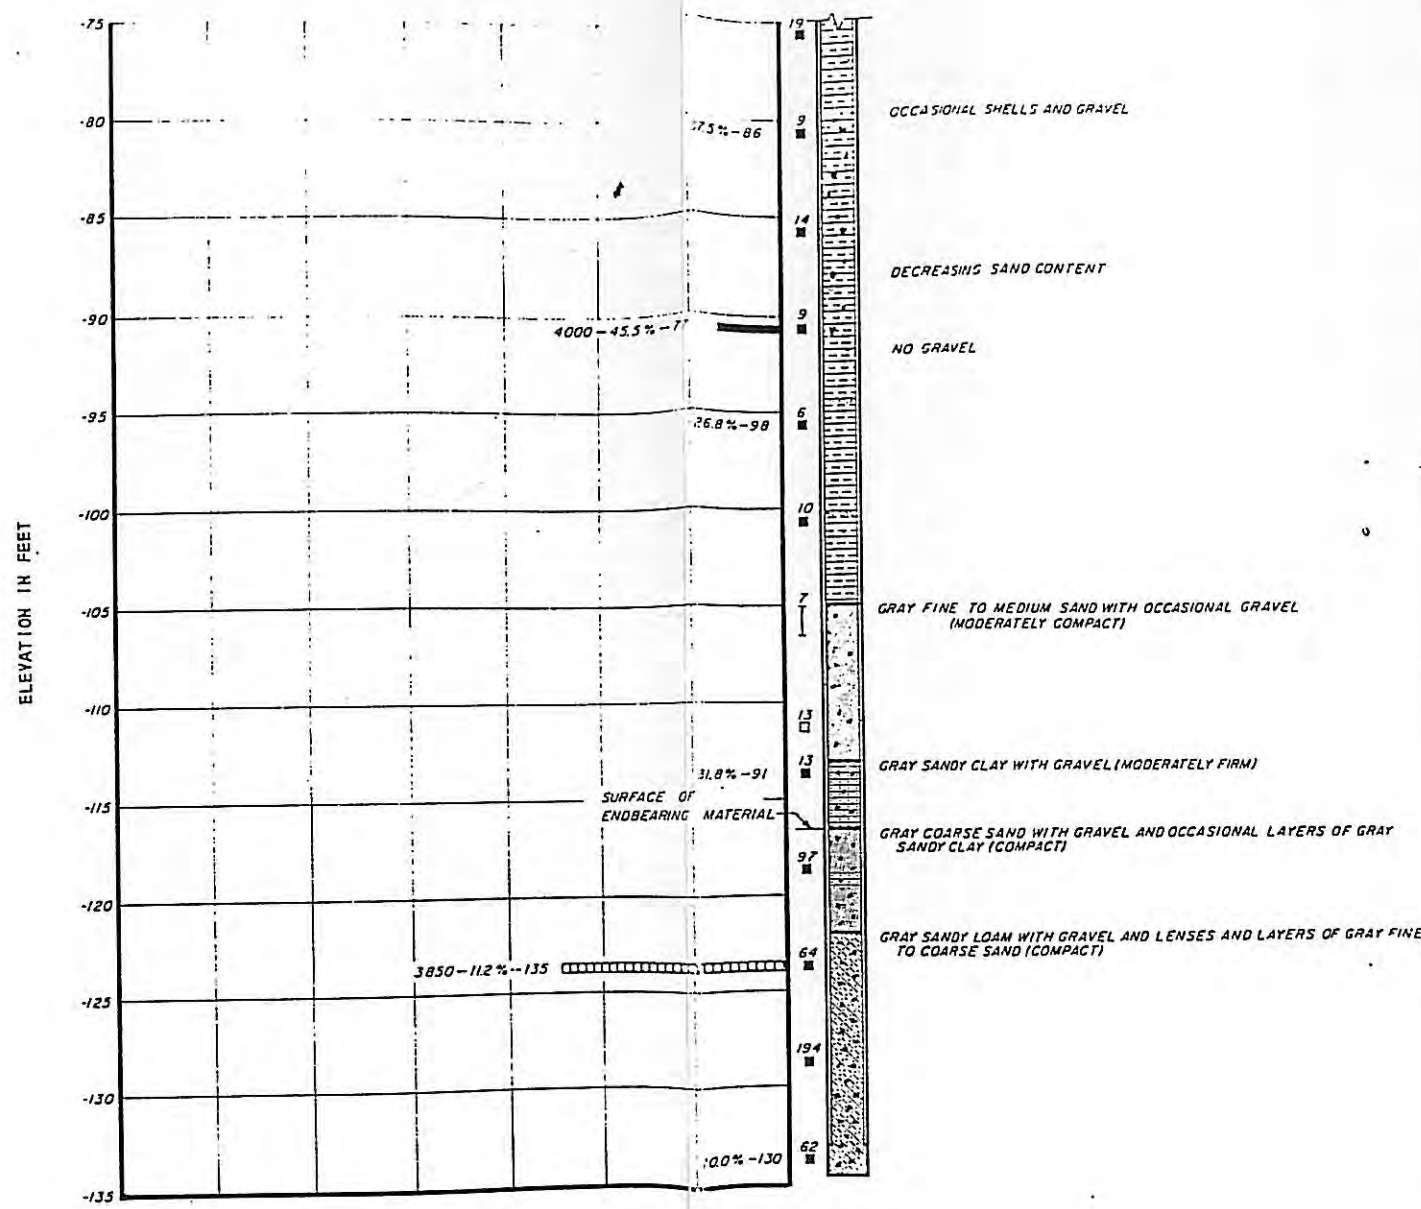 -75
19
OCCASIONAL SHELLS AND GRAVEL
-80
9
7.5%-86
-85
14
DECREASING SAND CONTENT
-90
9
4000-45.5%-7
NO GRAVEL
-95
6
26.8%-98
-100
10
ELEVATION IN FEET
-105
7
GRAY FINE TO MEDIUM SAND WITH OCCASIONAL GRAVEL
(MODERATELY COMPACT)
-110
13
13
31.8%-91
GRAY SANDY CLAY WITH GRAVEL (MODERATELY FIRM)
SURFACE OF
ENDBEARING MATERIAL
-115
GRAY COARSE SAND WITH GRAVEL AND OCCASIONAL LAYERS OF GRAY
SANDY CLAY (COMPACT)
97
-120
GRAY SANDY LOAM WITH GRAVEL AND LENSES AND LAYERS OF GRAY FINE
TO COARSE SAND (COMPACT)
64
3850-11.2%-135
-125
194
-130
62
0.0%-130
-135